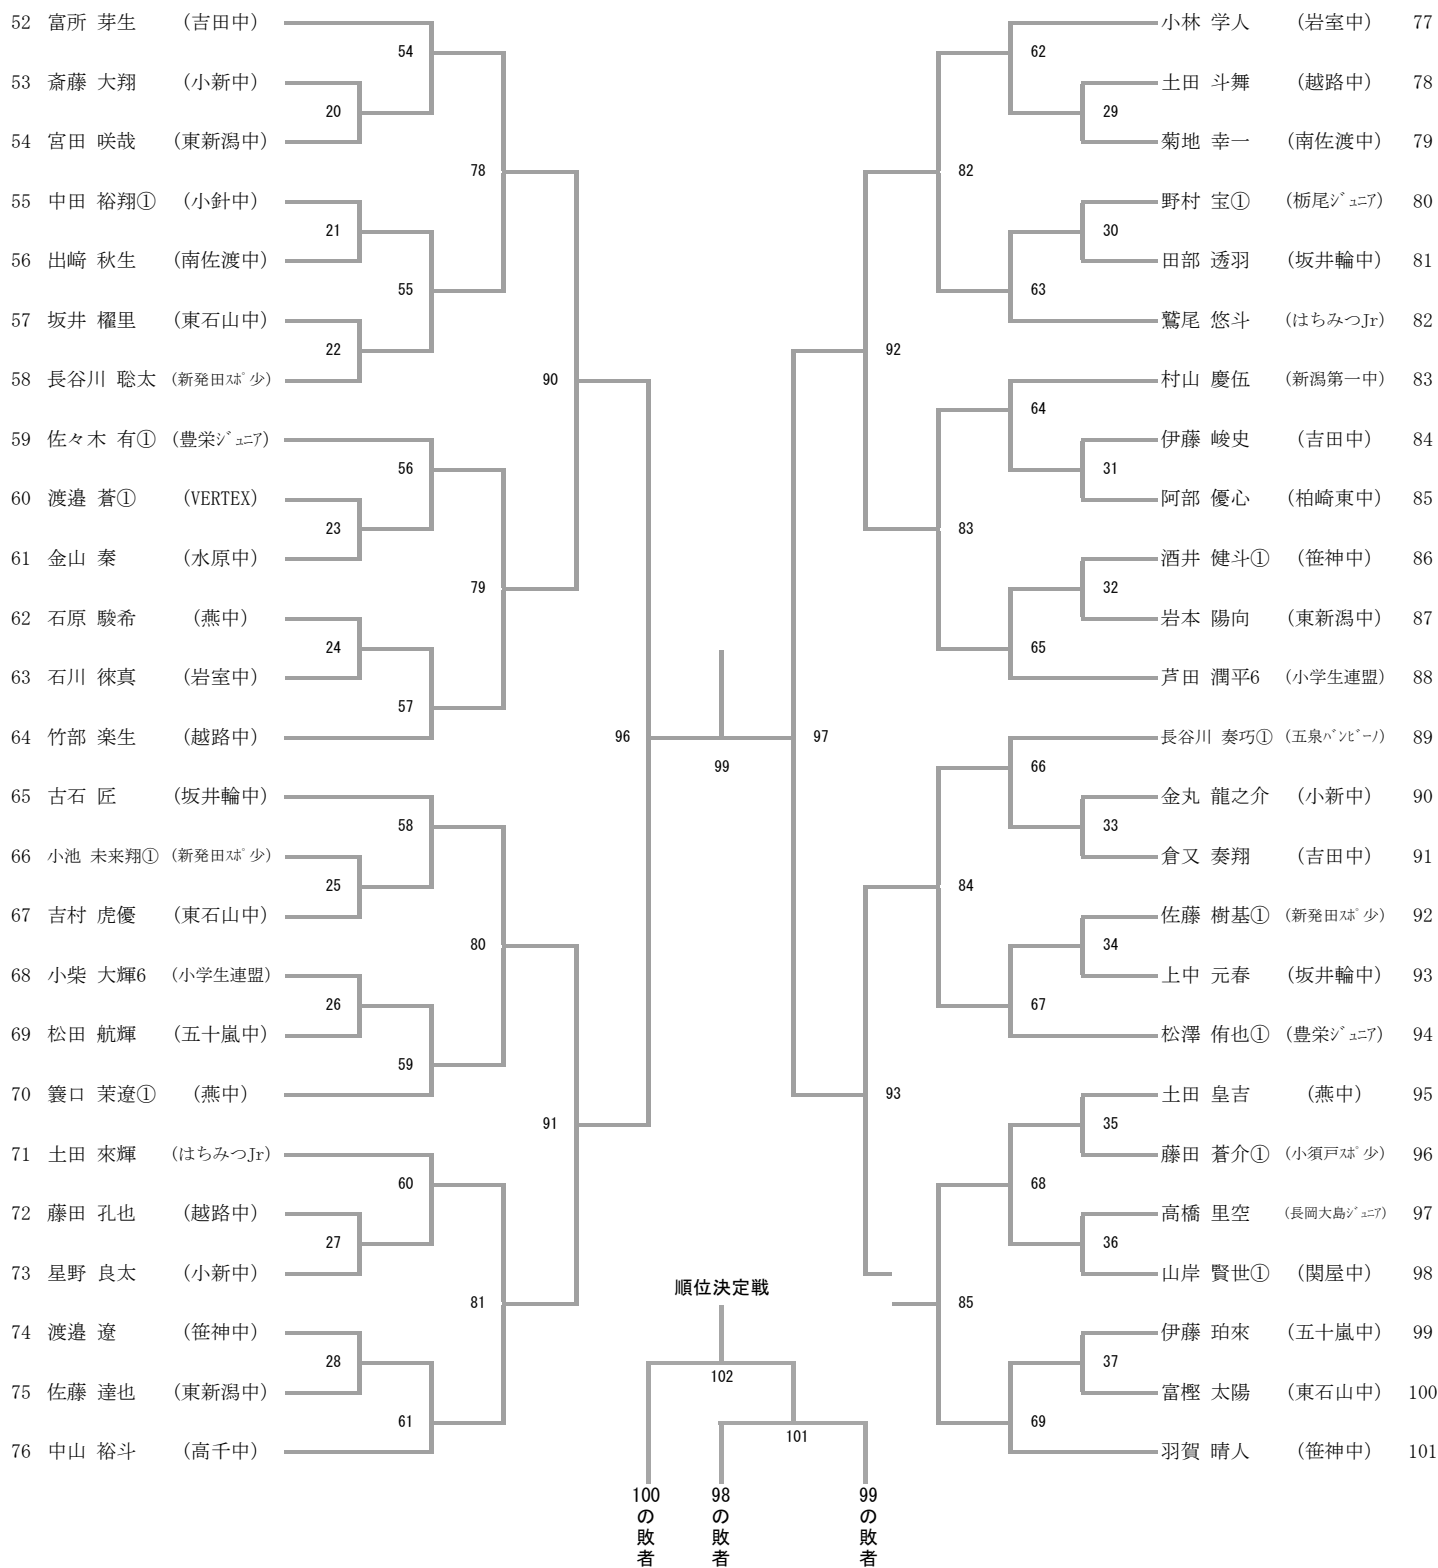 52 富所 芽生 (吉田中)
53 斎藤 大翔 (小新中)
54 宮田 咲哉 (東新潟中)
55 中田 裕翔① (小針中)
56 出﨑 秋生 (南佐渡中)
57 坂井 櫂里 (東石山中)
58 長谷川 聡太 (新発田スポ少)
59 佐々木 有① (豊栄ジュニア)
60 渡邉 蒼① (VERTEX)
61 金山 秦 (水原中)
62 石原 駿希 (燕中)
63 石川 徠真 (岩室中)
64 竹部 楽生 (越路中)
65 古石 匠 (坂井輪中)
66 小池 未来翔① (新発田スポ少)
67 吉村 虎優 (東石山中)
68 小柴 大輝6 (小学生連盟)
69 松田 航輝 (五十嵐中)
70 簑口 茉遼① (燕中)
71 土田 來輝 (はちみつJr)
72 藤田 孔也 (越路中)
73 星野 良太 (小新中)
74 渡邉 遼 (笹神中)
75 佐藤 達也 (東新潟中)
76 中山 裕斗 (高千中)
54
20
78
21
55
22
90
56
23
79
24
57
96
58
25
80
26
59
91
60
27
81
28
61
99
97
62
29
82
30
63
92
64
31
83
32
65
66
33
84
34
67
93
35
68
36
85
37
69
小林 学人 (岩室中) 77
土田 斗舞 (越路中) 78
菊地 幸一 (南佐渡中) 79
野村 宝① (栃尾ジュニア) 80
田部 透羽 (坂井輪中) 81
鷲尾 悠斗 (はちみつJr) 82
村山 慶伍 (新潟第一中) 83
伊藤 峻史 (吉田中) 84
阿部 優心 (柏崎東中) 85
酒井 健斗① (笹神中) 86
岩本 陽向 (東新潟中) 87
芦田 潤平6 (小学生連盟) 88
長谷川 奏巧① (五泉バンビーノ) 89
金丸 龍之介 (小新中) 90
倉又 奏翔 (吉田中) 91
佐藤 樹基① (新発田スポ少) 92
上中 元春 (坂井輪中) 93
松澤 侑也① (豊栄ジュニア) 94
土田 皇吉 (燕中) 95
藤田 蒼介① (小須戸スポ少) 96
高橋 里空 (長岡大島ジュニア) 97
山岸 賢世① (関屋中) 98
伊藤 珀來 (五十嵐中) 99
富樫 太陽 (東石山中) 100
羽賀 晴人 (笹神中) 101
順位決定戦
102
101
100の敗者
98の敗者
99の敗者